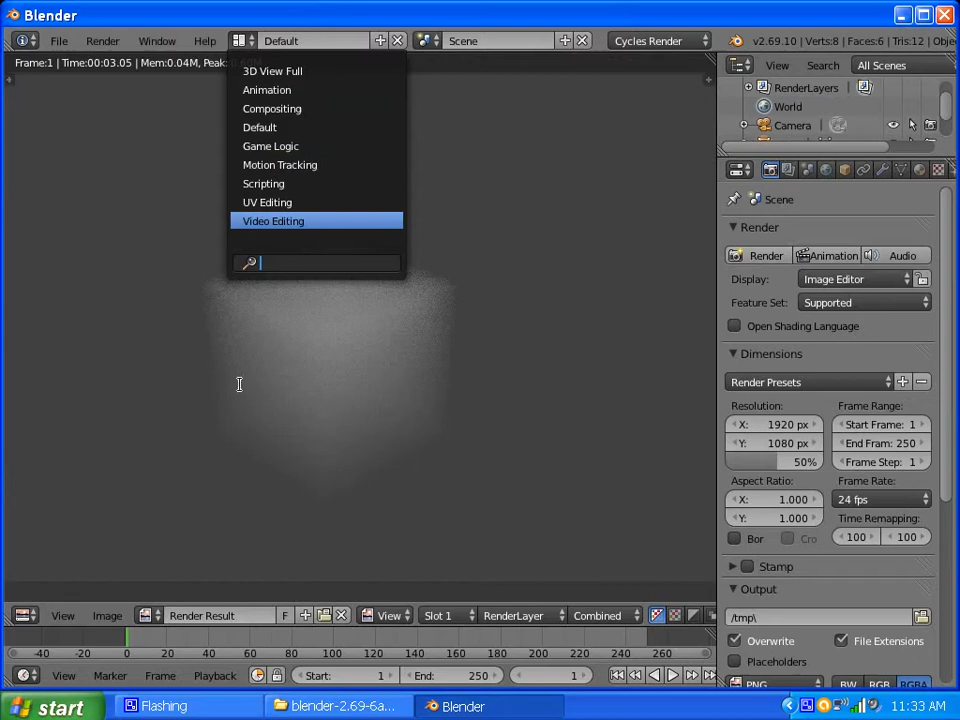 Blender
File Render Window Help Default Scene Cycles Render v2.69.10 | Verts:8 | Faces:6 | Tris:12 | Obje
Frame:1 | Time:00:03.05 | Mem:0.04M, Peak:
View Search All Scenes
3D View Full
Animation
Compositing
Default
Game Logic
Motion Tracking
Scripting
UV Editing
Video Editing
RenderLayers
World
Camera
Scene
Render
Render Animation Audio
Display: Image Editor
Feature Set: Supported
Open Shading Language
Dimensions
Render Presets
Resolution: Frame Range:
X: 1920 px Start Frame: 1
Y: 1080 px End Fram: 250
50% Frame Step: 1
Aspect Ratio: Frame Rate:
X: 1.000 24 fps
Y: 1.000 Time Remapping:
Bor Cro 100 100
Stamp
Output
/tmp\
Overwrite File Extensions
Placeholders
PNG BW RGB RGBA
View Image Render Result F View Slot 1 RenderLayer Combined
-40 -20 0 20 40 60 80 100 120 140 160 180 200 220 240 260
View Marker Frame Playback Start: 1 End: 250 1
start Flashing blender-2.69-6a... Blender 11:33 AM